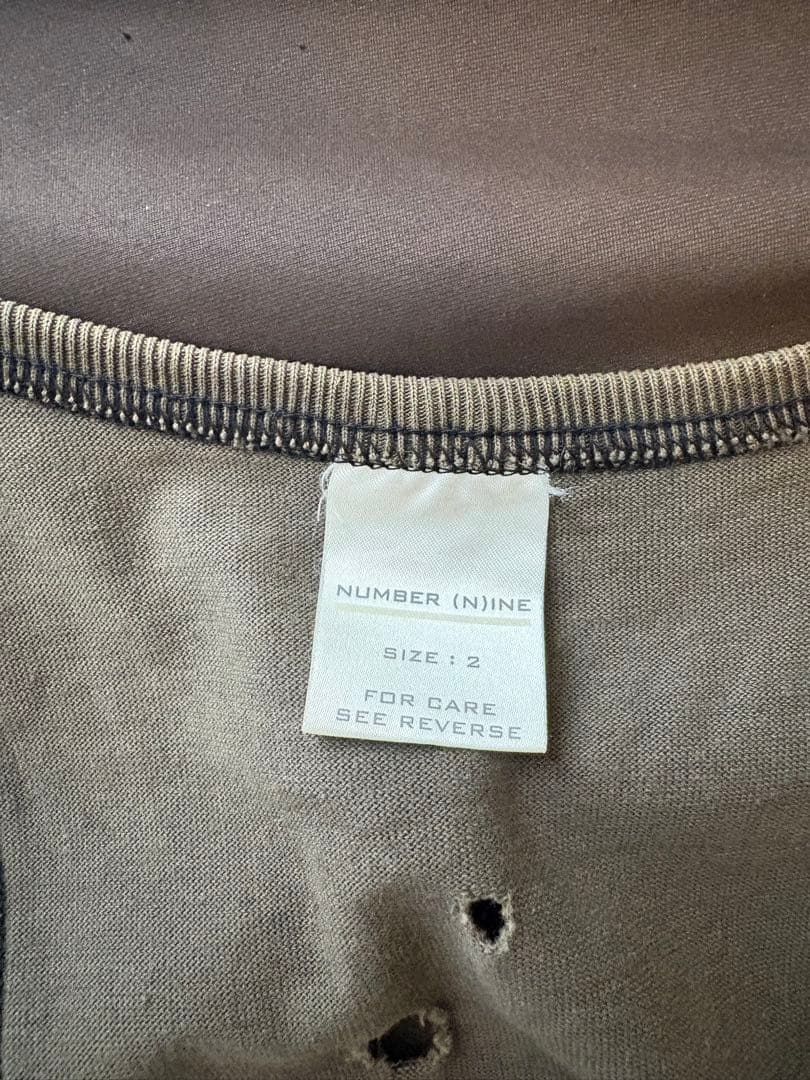 NUMBER (N)INE
SIZE : 2
FOR CARE
SEE REVERSE